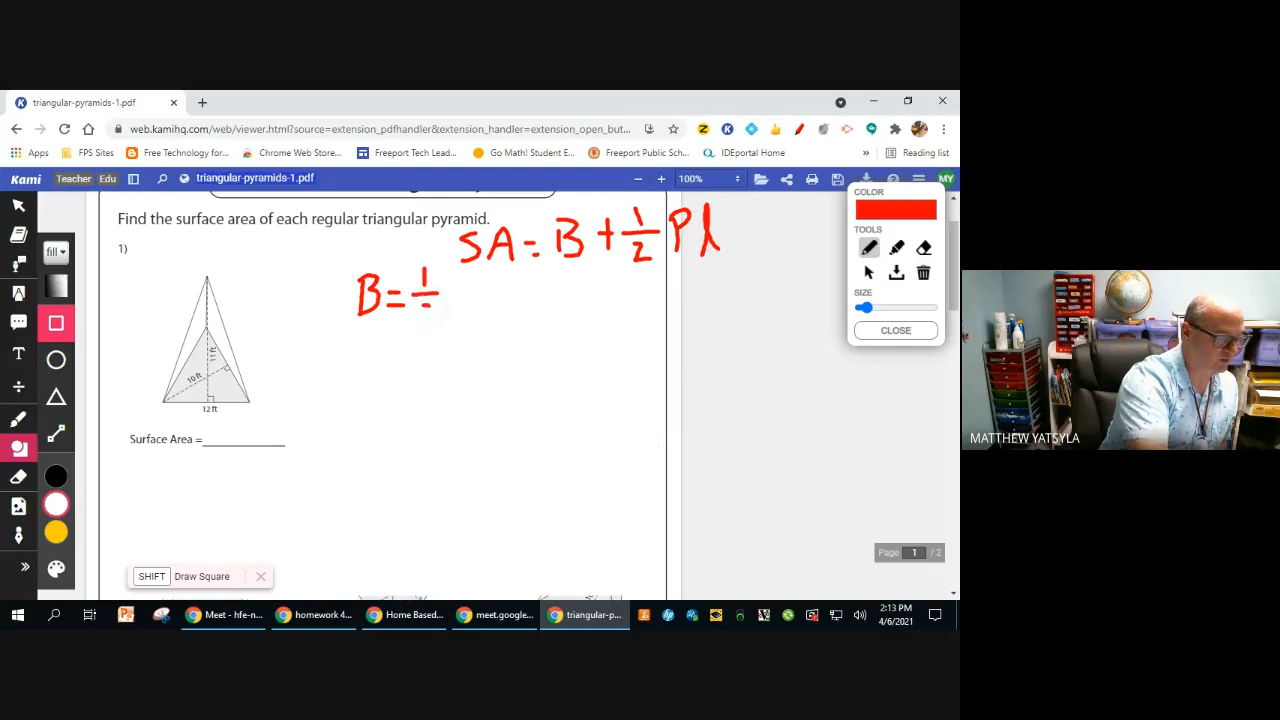 triangular-pyramids-1.pdf
web.kamihq.com/web/viewer.html?source=extension_pdfhandler&extension_handler=extension_open_but...
Apps FPS Sites Free Technology for... Chrome Web Store... Freeport Tech Lead... Go Math! Student E... Freeport Public Sch... IDEportal Home » Reading list
Kami Teacher Edu triangular-pyramids-1.pdf 100% MY
COLOR
TOOLS
SIZE
CLOSE
fill
Find the surface area of each regular triangular pyramid.
SA = B + 1/2 Pl
1)
B = 1
11 ft
10 ft
12 ft
Surface Area =
MATTHEW YATSYLA
Page 1 / 2
SHIFT Draw Square
Meet - hfe-n... homework 4... Home Based... meet.google... triangular-p...
2:13 PM
4/6/2021